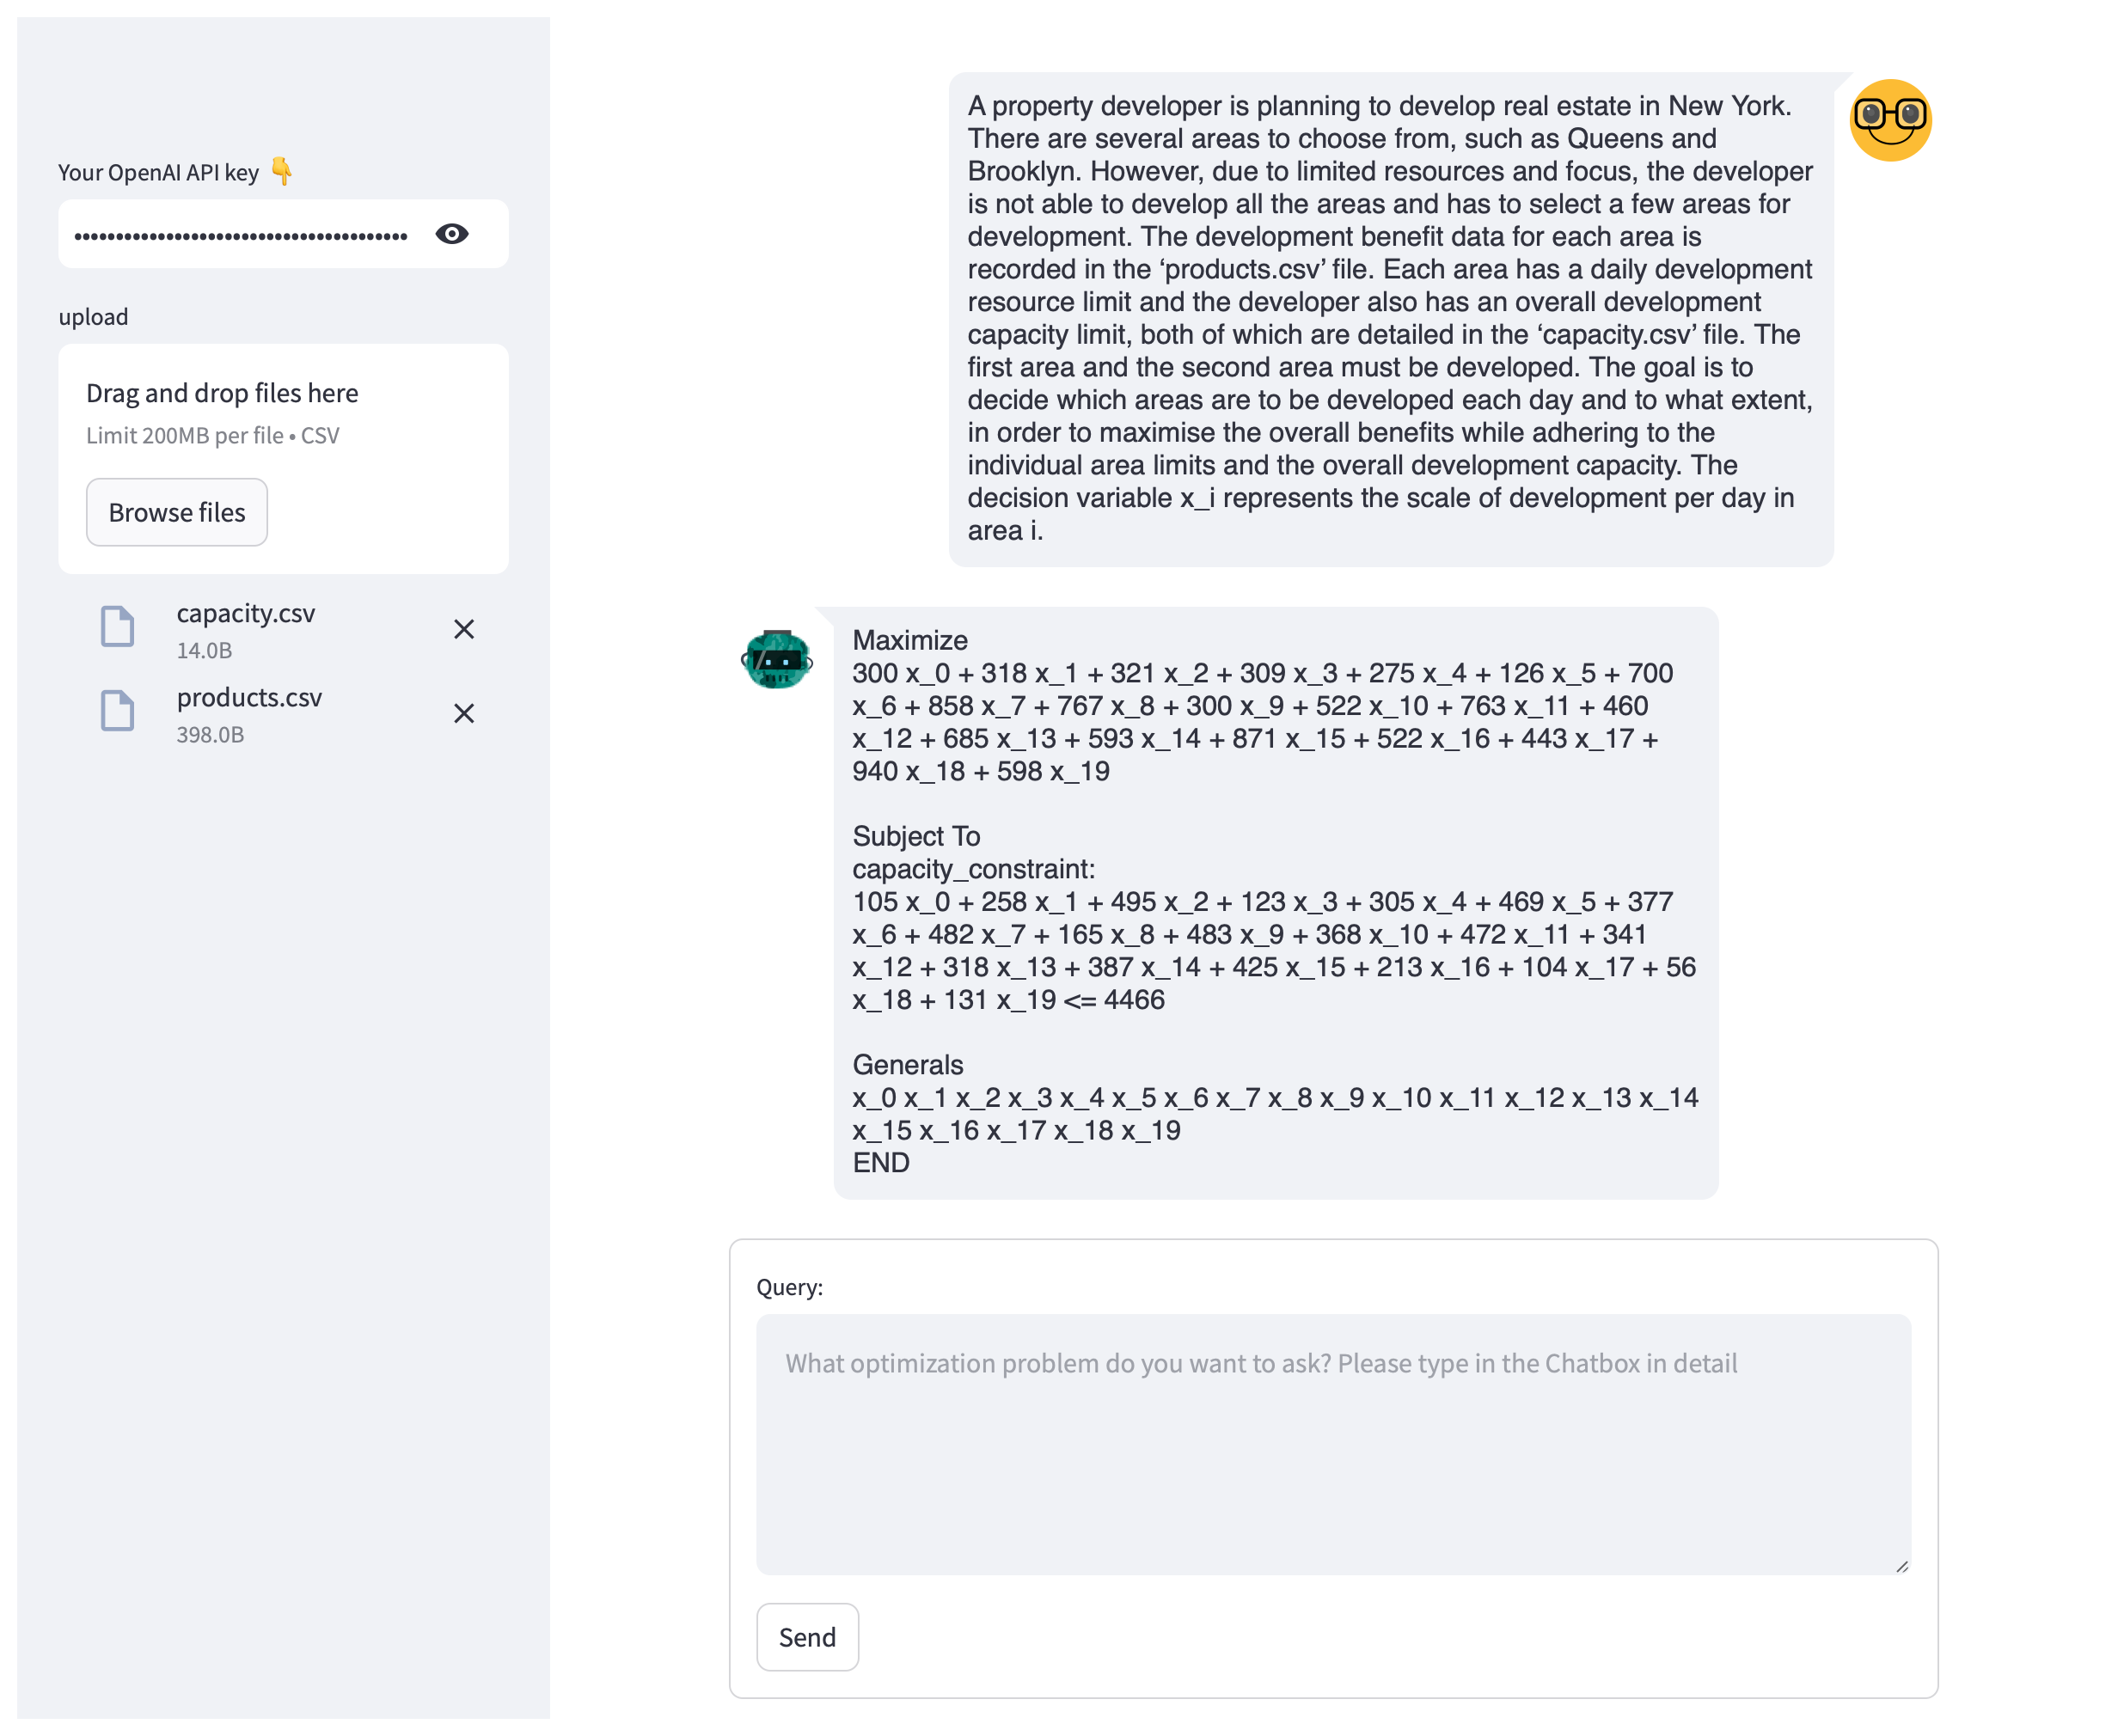 Your OpenAI API key 👇
••••••••••••••••••••••••••••••••••••••••
upload
Drag and drop files here
Limit 200MB per file • CSV
Browse files
capacity.csv
14.0B
products.csv
398.0B
A property developer is planning to develop real estate in New York.
There are several areas to choose from, such as Queens and
Brooklyn. However, due to limited resources and focus, the developer
is not able to develop all the areas and has to select a few areas for
development. The development benefit data for each area is
recorded in the ‘products.csv’ file. Each area has a daily development
resource limit and the developer also has an overall development
capacity limit, both of which are detailed in the ‘capacity.csv’ file. The
first area and the second area must be developed. The goal is to
decide which areas are to be developed each day and to what extent,
in order to maximise the overall benefits while adhering to the
individual area limits and the overall development capacity. The
decision variable x_i represents the scale of development per day in
area i.
Maximize
300 x_0 + 318 x_1 + 321 x_2 + 309 x_3 + 275 x_4 + 126 x_5 + 700
x_6 + 858 x_7 + 767 x_8 + 300 x_9 + 522 x_10 + 763 x_11 + 460
x_12 + 685 x_13 + 593 x_14 + 871 x_15 + 522 x_16 + 443 x_17 +
940 x_18 + 598 x_19
Subject To
capacity_constraint:
105 x_0 + 258 x_1 + 495 x_2 + 123 x_3 + 305 x_4 + 469 x_5 + 377
x_6 + 482 x_7 + 165 x_8 + 483 x_9 + 368 x_10 + 472 x_11 + 341
x_12 + 318 x_13 + 387 x_14 + 425 x_15 + 213 x_16 + 104 x_17 + 56
x_18 + 131 x_19 <= 4466
Generals
x_0 x_1 x_2 x_3 x_4 x_5 x_6 x_7 x_8 x_9 x_10 x_11 x_12 x_13 x_14
x_15 x_16 x_17 x_18 x_19
END
Query:
What optimization problem do you want to ask? Please type in the Chatbox in detail
Send